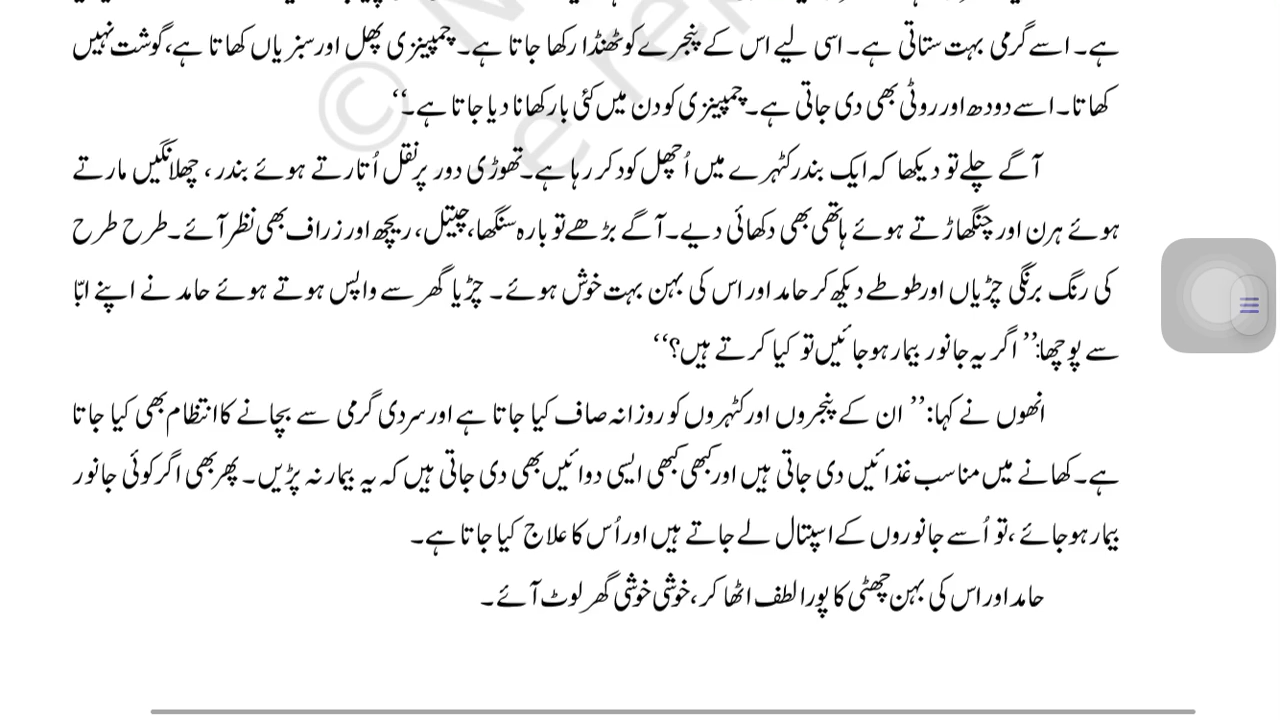 ہے۔ اسے گرمی بہت ستاتی ہے۔ اسی لیے اس کے پنجرے کو ٹھنڈا رکھا جاتا ہے۔ چمپینزی پھل اور سبزیاں کھاتا ہے، گوشت نہیں
کھاتا۔ اسے دودھ اور روٹی بھی دی جاتی ہے۔ چمپینزی کو دن میں کئی بار کھانا دیا جاتا ہے۔‘‘
آگے چلے تو دیکھا کہ ایک بندر کٹہرے میں اُچھل کود کر رہا ہے۔ تھوڑی دور پر نقل اُتارتے ہوئے بندر، چھلانگیں مارتے
ہوئے ہرن اور چنگھاڑتے ہوئے ہاتھی بھی دکھائی دیے۔ آگے بڑھے تو بارہ سنگھا، چیتل، ریچھ اور زراف بھی نظر آئے۔ طرح طرح
کی رنگ برنگی چڑیاں اور طوطے دیکھ کر حامد اور اس کی بہن بہت خوش ہوئے۔ چڑیا گھر سے واپس ہوتے ہوئے حامد نے اپنے ابّا
سے پوچھا:’’ اگر یہ جانور بیمار ہوجائیں تو کیا کرتے ہیں؟‘‘
انھوں نے کہا: ’’ ان کے پنجروں اور کٹہروں کو روزانہ صاف کیا جاتا ہے اور سردی گرمی سے بچانے کا انتظام بھی کیا جاتا
ہے۔ کھانے میں مناسب غذائیں دی جاتی ہیں اور کبھی کبھی ایسی دوائیں بھی دی جاتی ہیں کہ یہ بیمار نہ پڑیں۔ پھر بھی اگر کوئی جانور
بیمار ہوجائے، تو اُسے جانوروں کے اسپتال لے جاتے ہیں اور اُس کا علاج کیا جاتا ہے۔
حامد اور اس کی بہن چھٹی کا پورا لطف اٹھا کر، خوشی خوشی گھر لوٹ آئے۔